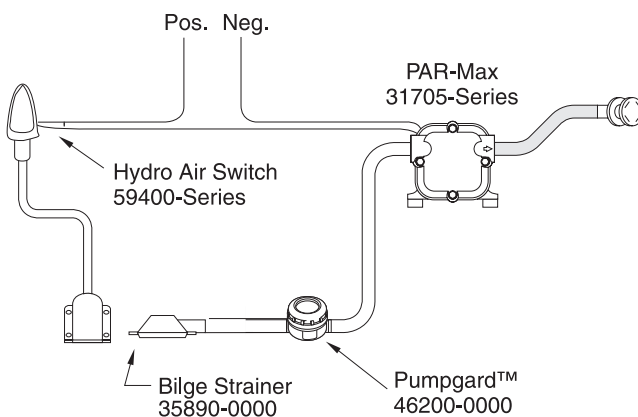 Pos. Neg.
PAR-Max
31705-Series
Hydro Air Switch
59400-Series
Bilge Strainer
35890-0000
Pumpgard™
46200-0000